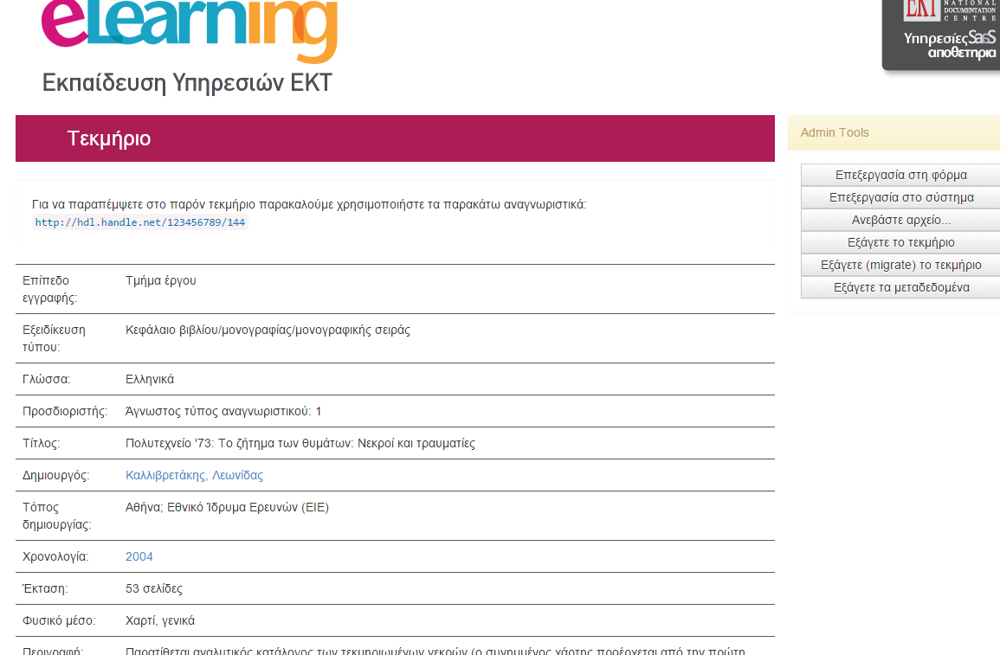 eLearning
Εκπαίδευση Υπηρεσιών ΕΚΤ
EKT NATIONAL
DOCUMENTATION
CENTRE
ΥπηρεσίεςSaaS
αποθετηρια
Τεκμήριο
Για να παραπέμψετε στο παρόν τεκμήριο παρακαλούμε χρησιμοποιήστε τα παρακάτω αναγνωριστικά:
http://hdl.handle.net/123456789/144
Επίπεδο εγγραφής: Τμήμα έργου
Εξειδίκευση τύπου: Κεφάλαιο βιβλίου/μονογραφίας/μονογραφικής σειράς
Γλώσσα: Ελληνικά
Προσδιοριστής: Άγνωστος τύπος αναγνωριστικού: 1
Τίτλος: Πολυτεχνείο '73: Το ζήτημα των θυμάτων: Νεκροί και τραυματίες
Δημιουργός: Καλλιβρετάκης, Λεωνίδας
Τόπος δημιουργίας: Αθήνα; Εθνικό Ίδρυμα Ερευνών (ΕΙΕ)
Χρονολογία: 2004
Έκταση: 53 σελίδες
Φυσικό μέσο: Χαρτί, γενικά
Περιγραφή: Παρατίθεται αναλυτικός κατάλογος των τεκμηριωμένων νεκρών (ο συνημμένος χάρτης προέρχεται από την πρώτη
Admin Tools
Επεξεργασία στη φόρμα
Επεξεργασία στο σύστημα
Ανεβάστε αρχείο...
Εξάγετε το τεκμήριο
Εξάγετε (migrate) το τεκμήριο
Εξάγετε τα μεταδεδομένα